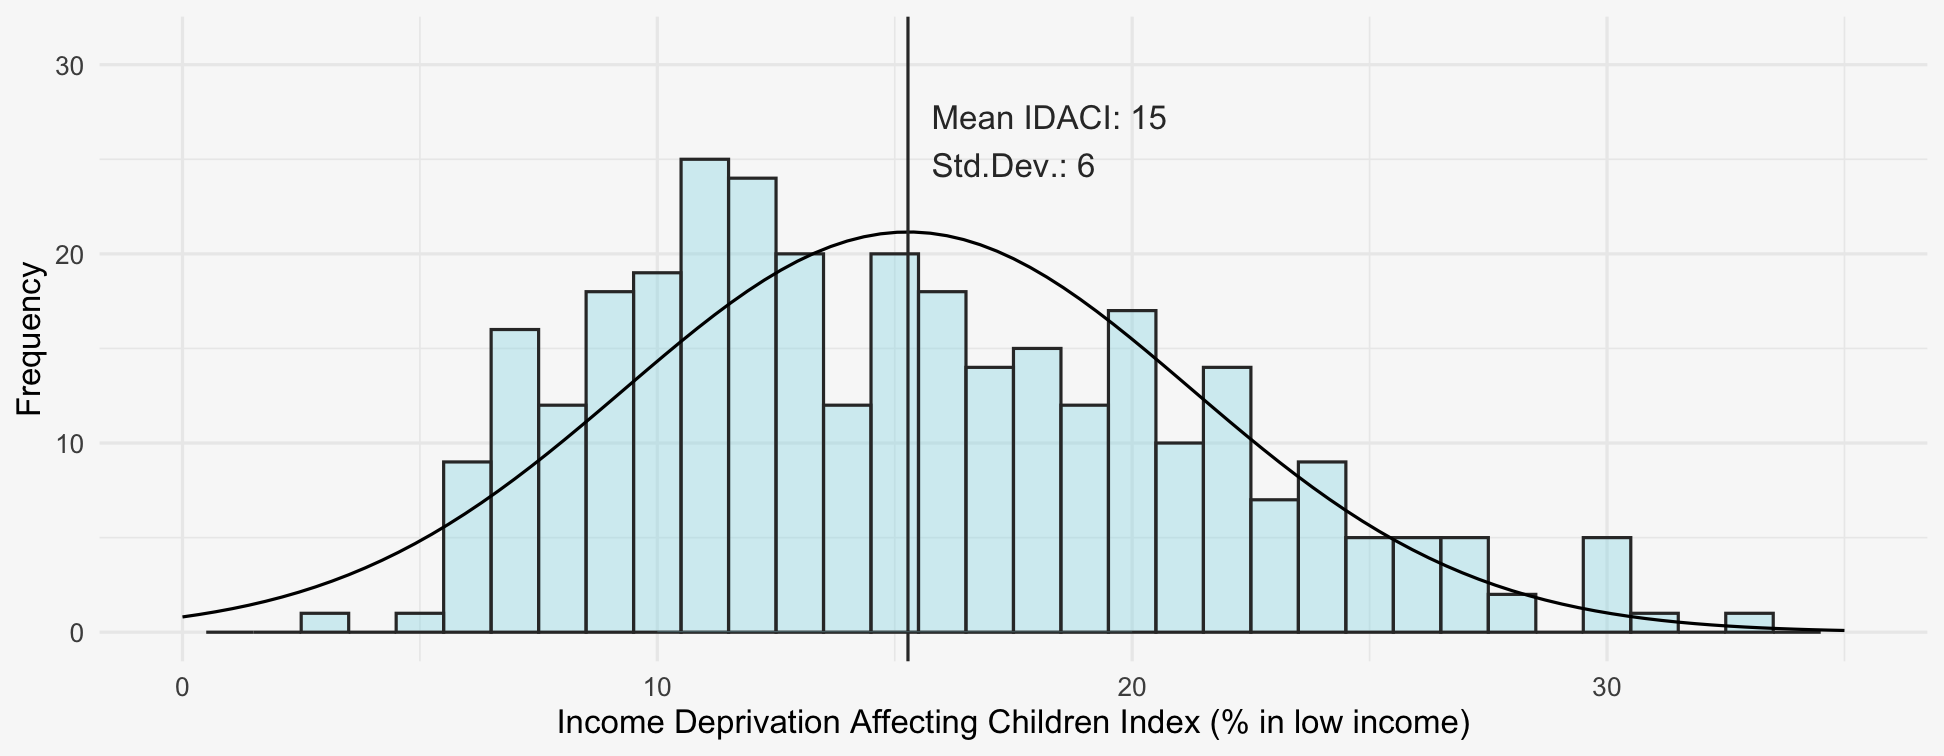 30
Mean IDACI: 15
Std.Dev.: 6
20
10
0
Frequency
0 10 20 30
Income Deprivation Affecting Children Index (% in low income)